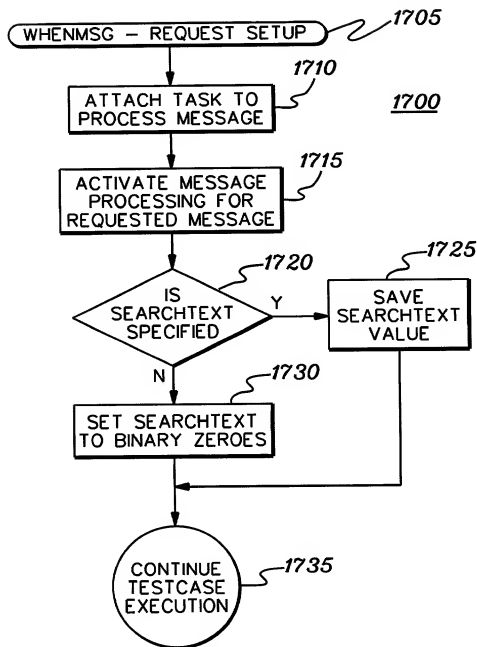 WHENMSG – REQUEST SETUP
1705
1710
ATTACH TASK TO
PROCESS MESSAGE
1700
1715
ACTIVATE MESSAGE
PROCESSING FOR
REQUESTED MESSAGE
1720
IS
SEARCHTEXT
SPECIFIED
Y
1725
SAVE
SEARCHTEXT
VALUE
N
1730
SET SEARCHTEXT
TO BINARY ZEROES
CONTINUE
TESTCASE
EXECUTION
1735